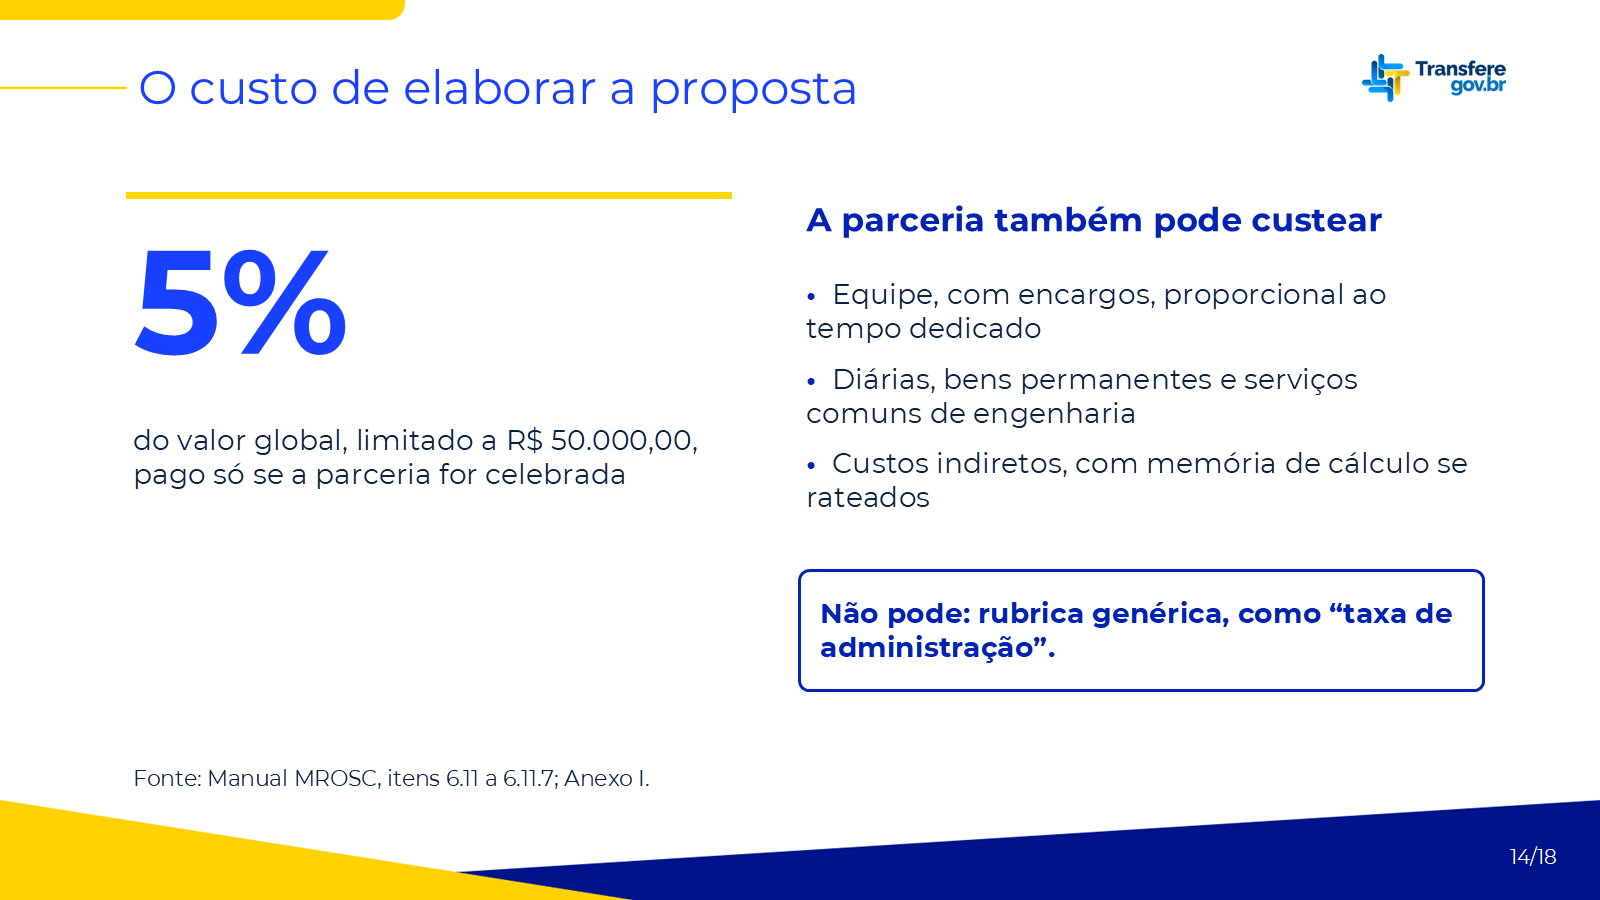 O custo de elaborar a proposta
Transfere
gov.br
5%
do valor global, limitado a R$ 50.000,00,
pago só se a parceria for celebrada
A parceria também pode custear
• Equipe, com encargos, proporcional ao
tempo dedicado
• Diárias, bens permanentes e serviços
comuns de engenharia
• Custos indiretos, com memória de cálculo se
rateados
Não pode: rubrica genérica, como “taxa de
administração”.
Fonte: Manual MROSC, itens 6.11 a 6.11.7; Anexo I.
14/18